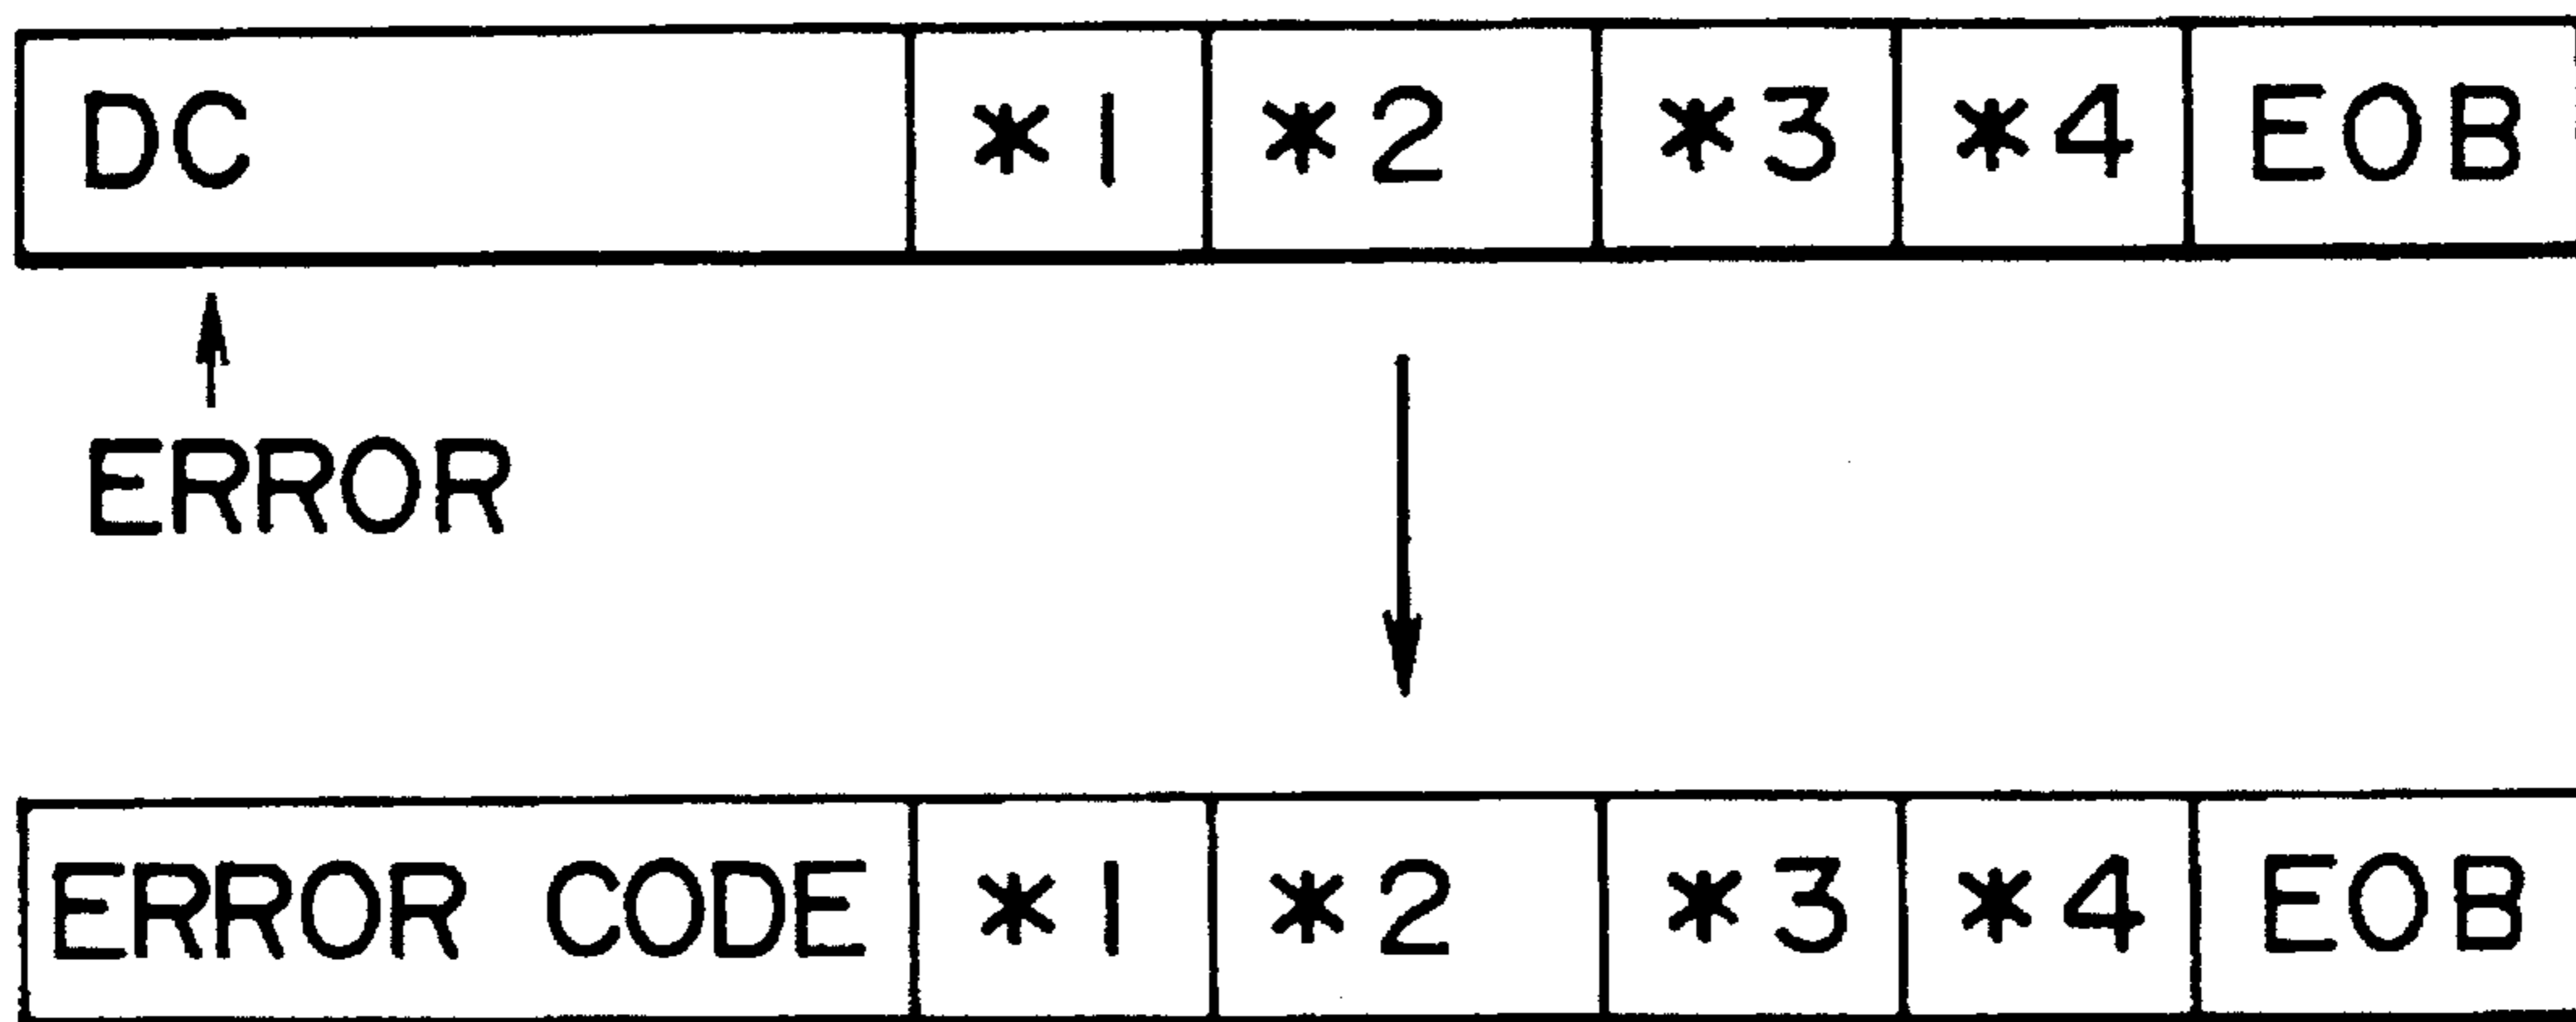 DC *1 *2 *3 *4 EOB
ERROR
ERROR CODE *1 *2 *3 *4 EOB